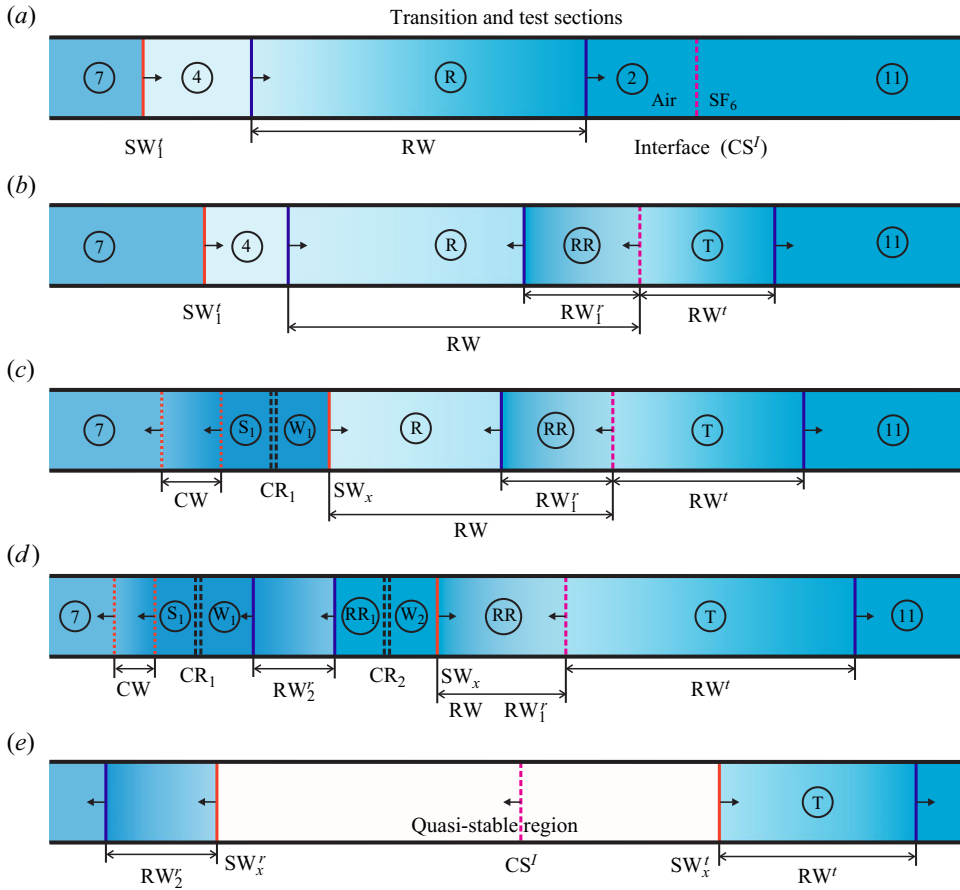 (a) Transition and test sections
7 4 R 2 Air SF₆ 11
SW₁ᵗ RW Interface (CSᴵ)
(b)
7 4 R RR T 11
SW₁ᵗ RW₁ʳ RWᵗ
RW
(c)
7 S₁ W₁ R RR T 11
CW CR₁ SWₓ RW₁ʳ RWᵗ
RW
(d)
7 S₁ W₁ RR₁ W₂ RR T 11
CW CR₁ RW₂ʳ CR₂ SWₓ RWᵗ
RW RW₁ʳ
(e)
T
Quasi-stable region
RW₂ʳ SWₓʳ CSᴵ SWₓᵗ RWᵗ